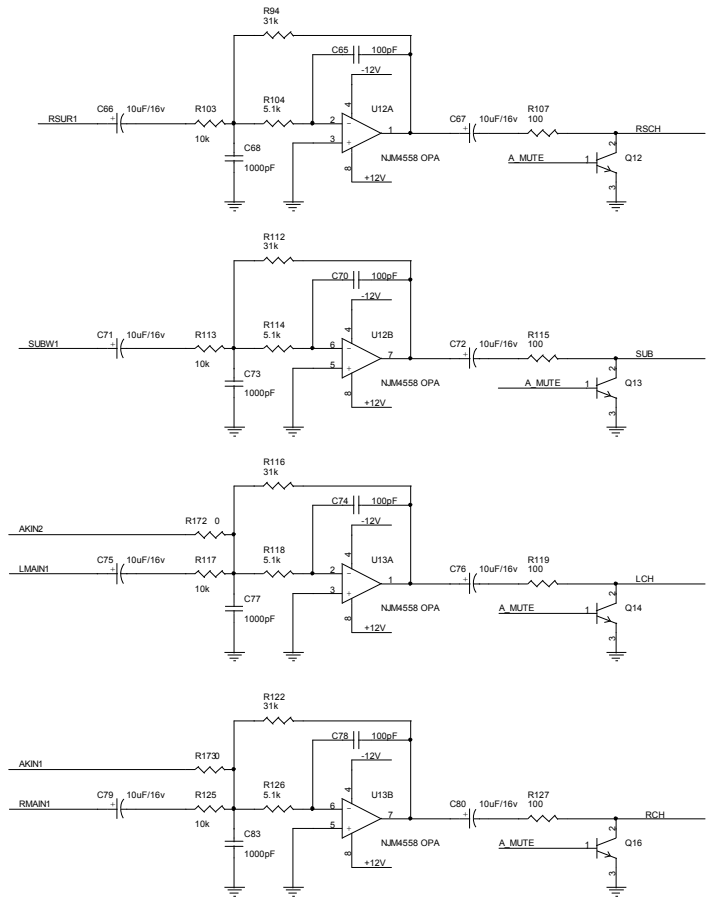 R94
31k
C65 100pF
-12V
4
C66 10uF/16v R103 R104
5.1k
U12A
C67 10uF/16v R107
100
RSUR1
+
2 −
1
+
RSCH
10k
3 +
2
C68
1000pF
NJM4558 OPA
A_MUTE 1 Q12
8
+12V
3
R112
31k
C70 100pF
-12V
4
C71 10uF/16v R113 R114
5.1k
U12B
C72 10uF/16v R115
100
SUBW1
+
6 −
7
+
SUB
10k
5 +
2
C73
1000pF
NJM4558 OPA
A_MUTE 1 Q13
8
+12V
3
R116
31k
C74 100pF
AKIN2
R172 0
-12V
4
C75 10uF/16v R117 R118
5.1k
U13A
C76 10uF/16v R119
100
LMAIN1
+
2 −
1
+
LCH
10k
3 +
2
C77
1000pF
NJM4558 OPA
A_MUTE 1 Q14
8
+12V
3
R122
31k
C78 100pF
AKIN1
R173 0
-12V
4
C79 10uF/16v R125 R126
5.1k
U13B
C80 10uF/16v R127
100
RMAIN1
+
6 −
7
+
RCH
10k
5 +
2
C83
1000pF
NJM4558 OPA
A_MUTE 1 Q16
8
+12V
3